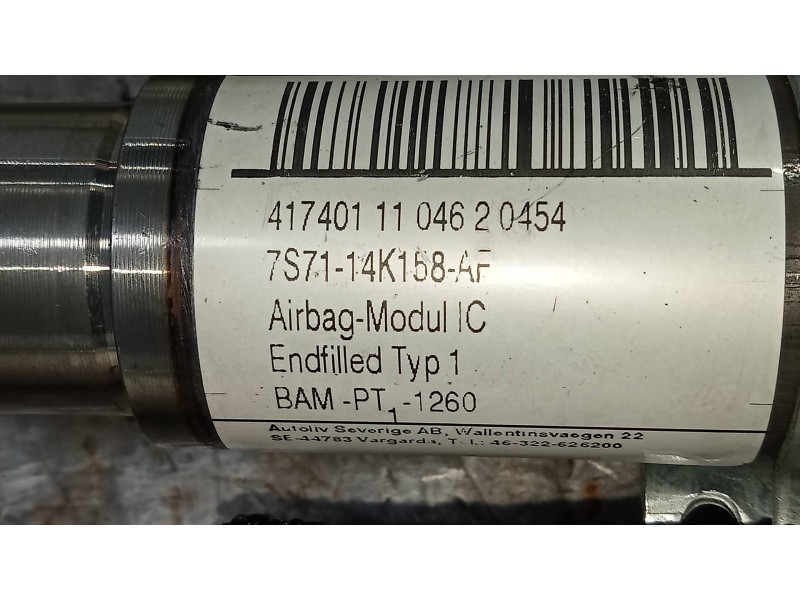 417401 11 046 2 0454
7S71-14K158-AF
Airbag-Modul IC
Endfilled Typ 1
BAM -PT1-1260
Autoliv Sverige AB, Wallentinsvaegen 22
SE-44783 Vargarda, Tel.: 46-322-626200